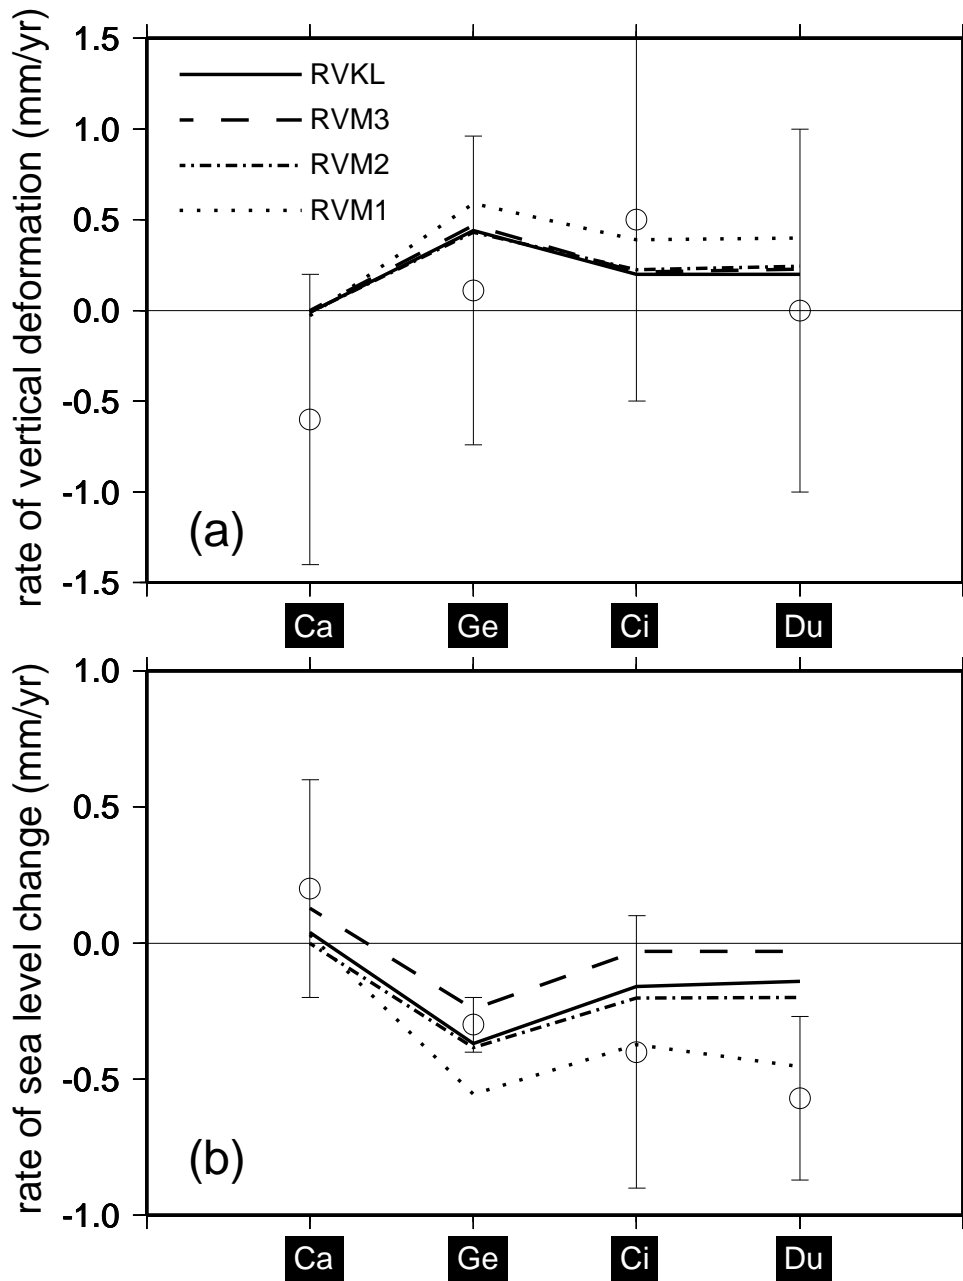 rate of vertical deformation (mm/yr)
1.5
1.0
0.5
0.0
-0.5
-1.0
-1.5
RVKL
RVM3
RVM2
RVM1
(a)
Ca Ge Ci Du
rate of sea level change (mm/yr)
1.0
0.5
0.0
-0.5
-1.0
(b)
Ca Ge Ci Du